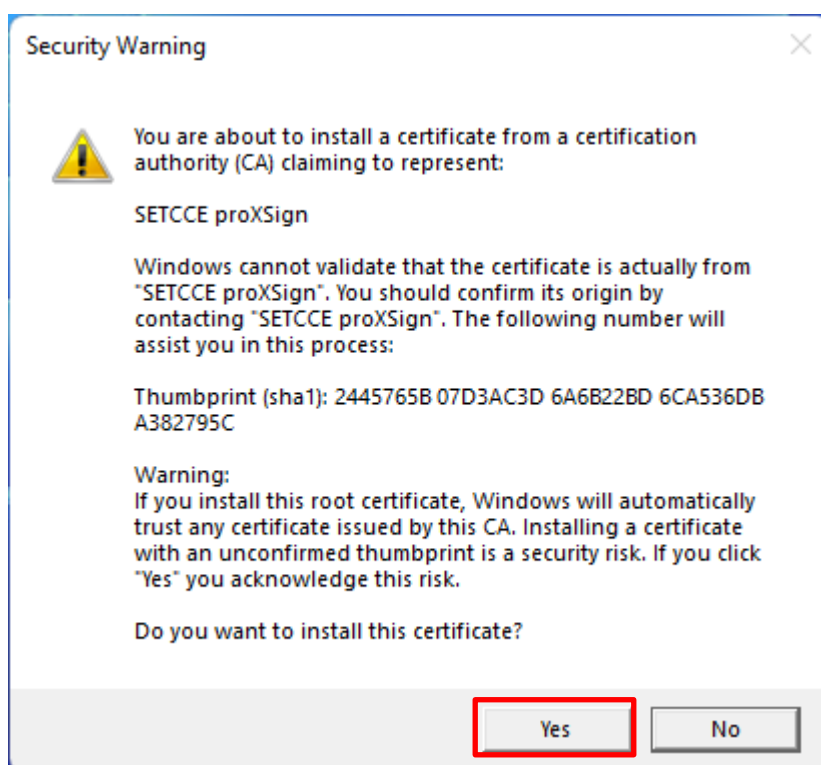 Security Warning
You are about to install a certificate from a certification
authority (CA) claiming to represent:
SETCCE proXSign
Windows cannot validate that the certificate is actually from
"SETCCE proXSign". You should confirm its origin by
contacting "SETCCE proXSign". The following number will
assist you in this process:
Thumbprint (sha1): 2445765B 07D3AC3D 6A6B22BD 6CA536DB
A382795C
Warning:
If you install this root certificate, Windows will automatically
trust any certificate issued by this CA. Installing a certificate
with an unconfirmed thumbprint is a security risk. If you click
"Yes" you acknowledge this risk.
Do you want to install this certificate?
Yes No